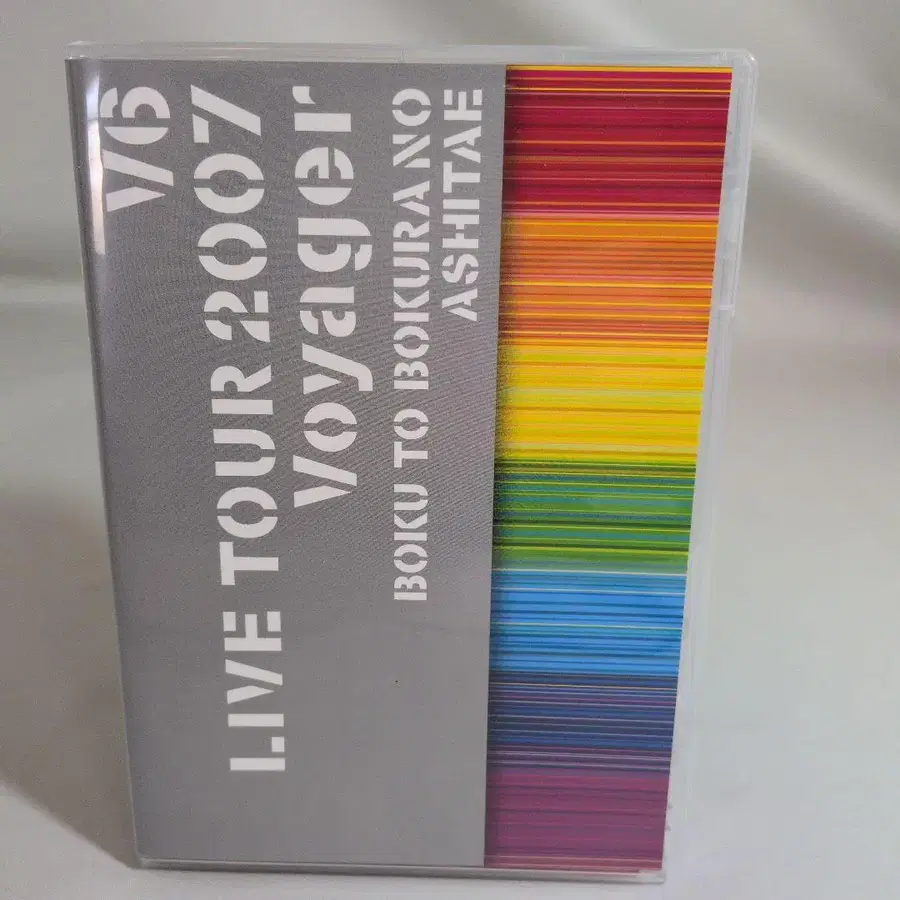 V6
LIVE TOUR 2007
Voyager
BOKU TO BOKURA NO
ASHITAE